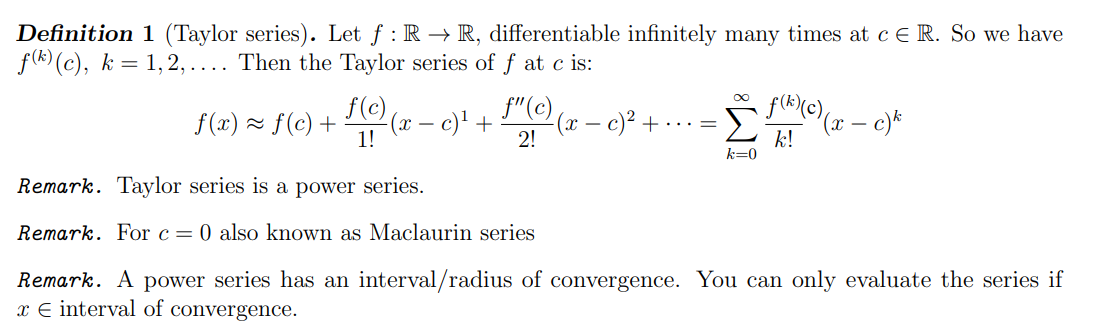 Definition 1 (Taylor series). Let f : ℝ → ℝ, differentiable infinitely many times at c ∈ ℝ. So we have
f⁽ᵏ⁾(c), k = 1, 2, . . . . Then the Taylor series of f at c is:
f(x) ≈ f(c) + f(c)/1! (x − c)¹ + f″(c)/2! (x − c)² + · · · = ∑_{k=0}^{∞} f⁽ᵏ⁾(c)/k! (x − c)ᵏ
Remark. Taylor series is a power series.
Remark. For c = 0 also known as Maclaurin series
Remark. A power series has an interval/radius of convergence. You can only evaluate the series if
x ∈ interval of convergence.